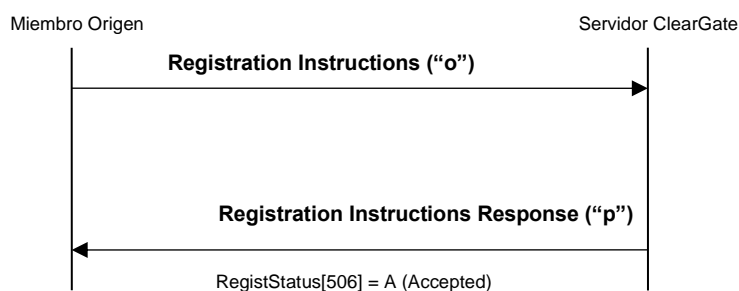 Miembro Origen
Servidor ClearGate
Registration Instructions (“o”)
Registration Instructions Response (“p”)
RegistStatus[506] = A (Accepted)